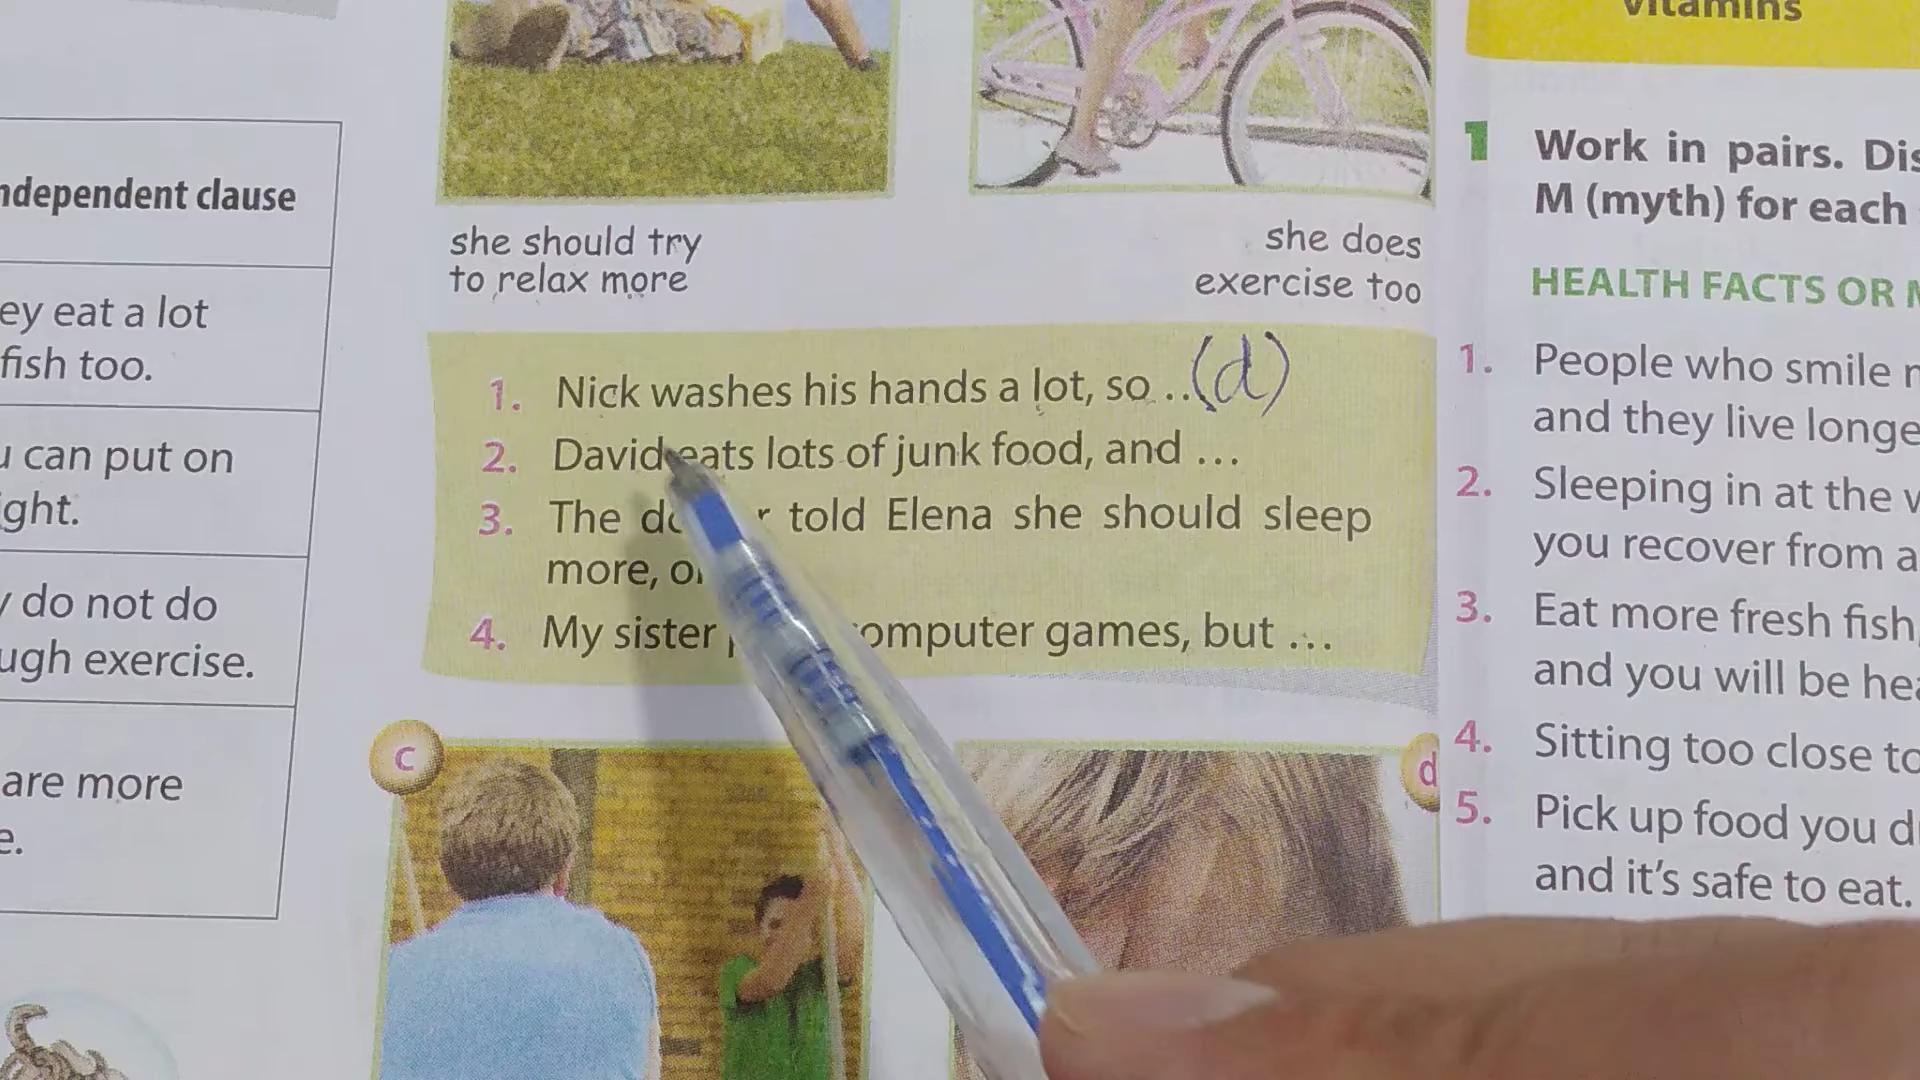 vitamins
ndependent clause
ey eat a lot
fish too.
u can put on
ight.
y do not do
ugh exercise.
are more
e.
she should try
to relax more
she does
exercise too
1. Nick washes his hands a lot, so .. (d)
2. David eats lots of junk food, and ...
3. The told Elena she should sleep
more,
4. My sister computer games, but ...
c
d
1 Work in pairs. Dis
M (myth) for each
HEALTH FACTS OR M
1. People who smile m
and they live longe
2. Sleeping in at the w
you recover from a
3. Eat more fresh fish,
and you will be hea
4. Sitting too close to
5. Pick up food you d
and it's safe to eat.